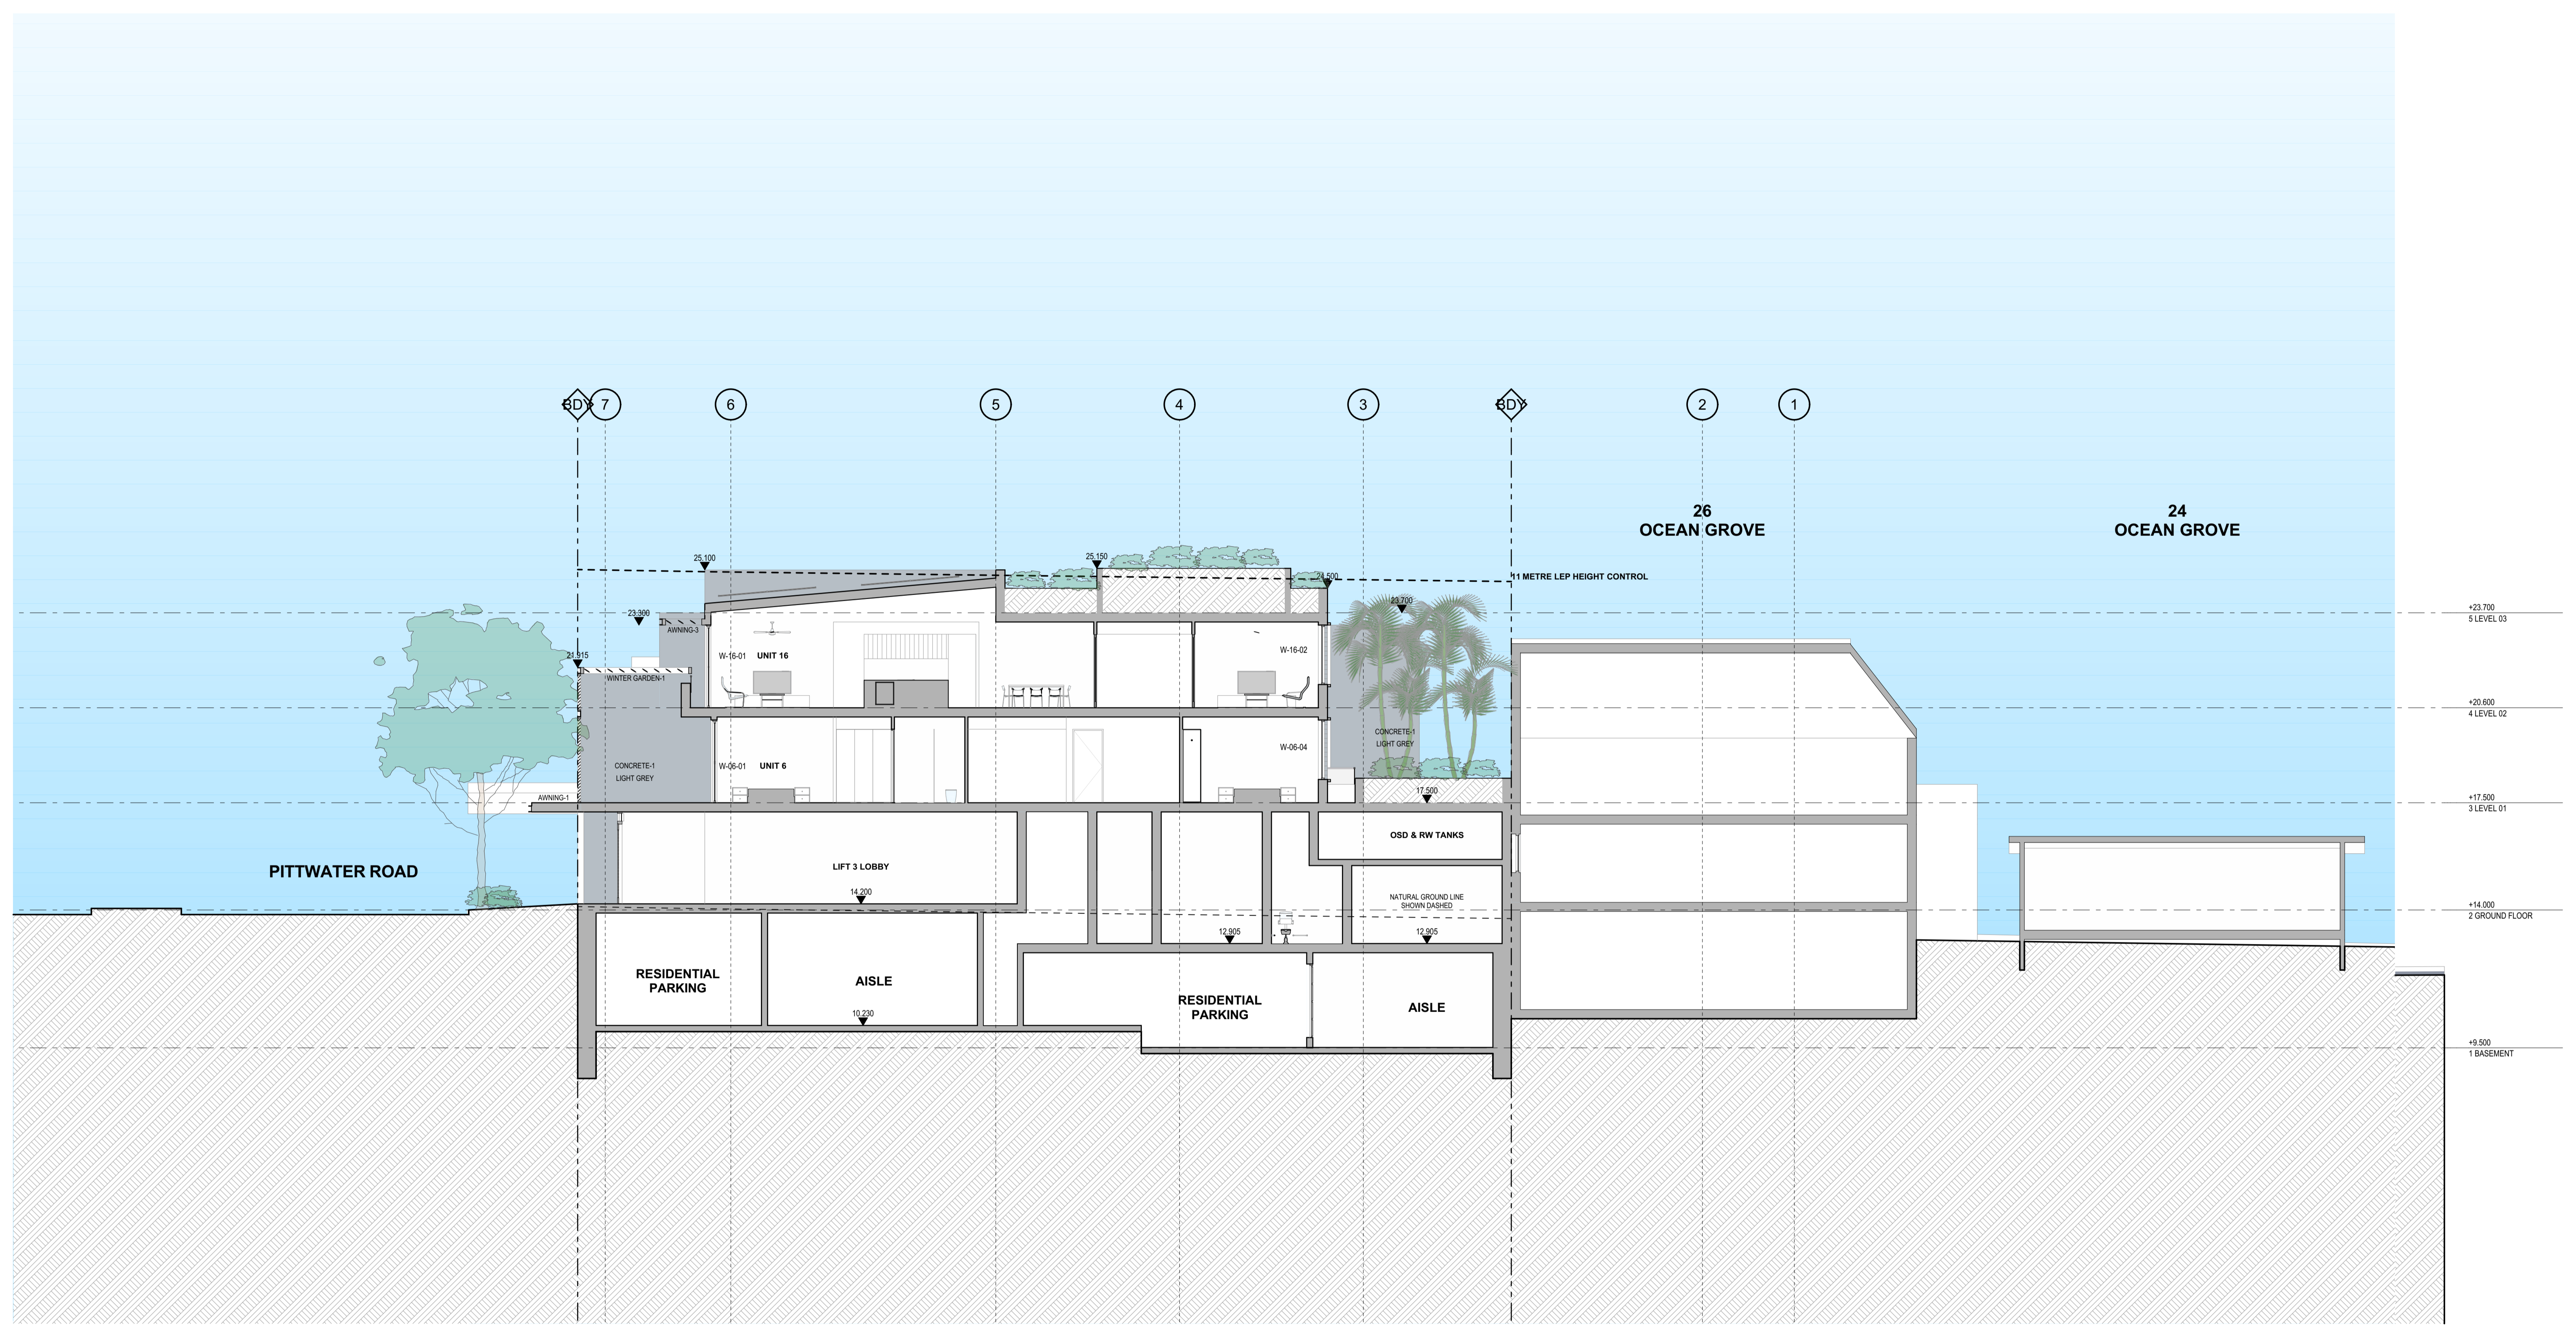 BDY
7
6
5
4
3
BDY
2
1
26
OCEAN GROVE
24
OCEAN GROVE
25.100
25.150
24.500
11 METRE LEP HEIGHT CONTROL
23.300
23.700
+23.700
5 LEVEL 03
AWNING-3
21.915
W-16-01
UNIT 16
W-16-02
WINTER GARDEN-1
+20.600
4 LEVEL 02
CONCRETE-1
LIGHT GREY
W-06-04
CONCRETE-1
LIGHT GREY
W-06-01
UNIT 6
AWNING-1
17.500
+17.500
3 LEVEL 01
OSD & RW TANKS
PITTWATER ROAD
LIFT 3 LOBBY
14.200
NATURAL GROUND LINE
SHOWN DASHED
+14.000
2 GROUND FLOOR
12.905
12.905
RESIDENTIAL
PARKING
AISLE
RESIDENTIAL
PARKING
AISLE
10.230
+9.500
1 BASEMENT